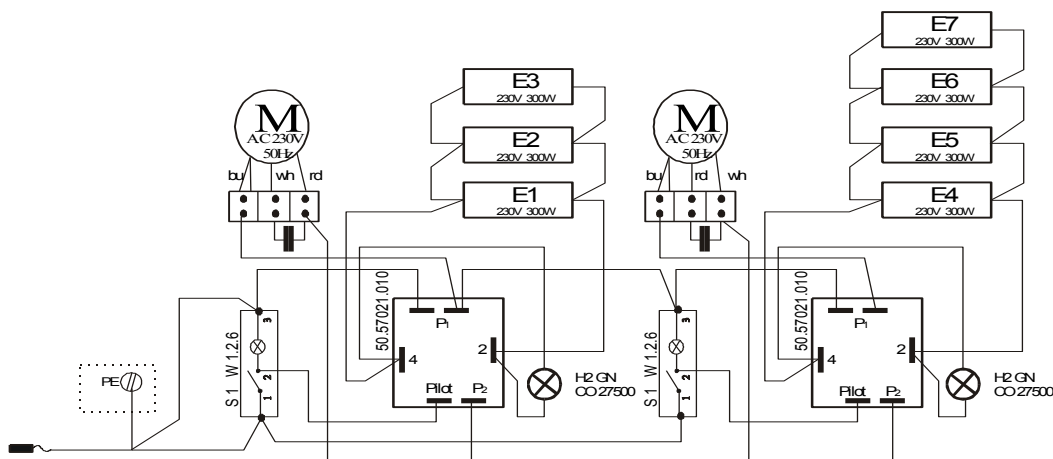 E7
230V 300W
E3
230V 300W
E6
230V 300W
M
AC 230V
50Hz
M
AC 230V
50Hz
E2
230V 300W
E5
230V 300W
bu wh rd
bu rd wh
E1
230V 300W
E4
230V 300W
50.57021.010
50.57021.010
P1
P1
S1 W 1.2.6
3
2
1
S1 W 1.2.6
3
2
1
4
2
4
2
PE
Pilot P2
H2 GN
CO 27500
Pilot P2
H2 GN
CO 27500